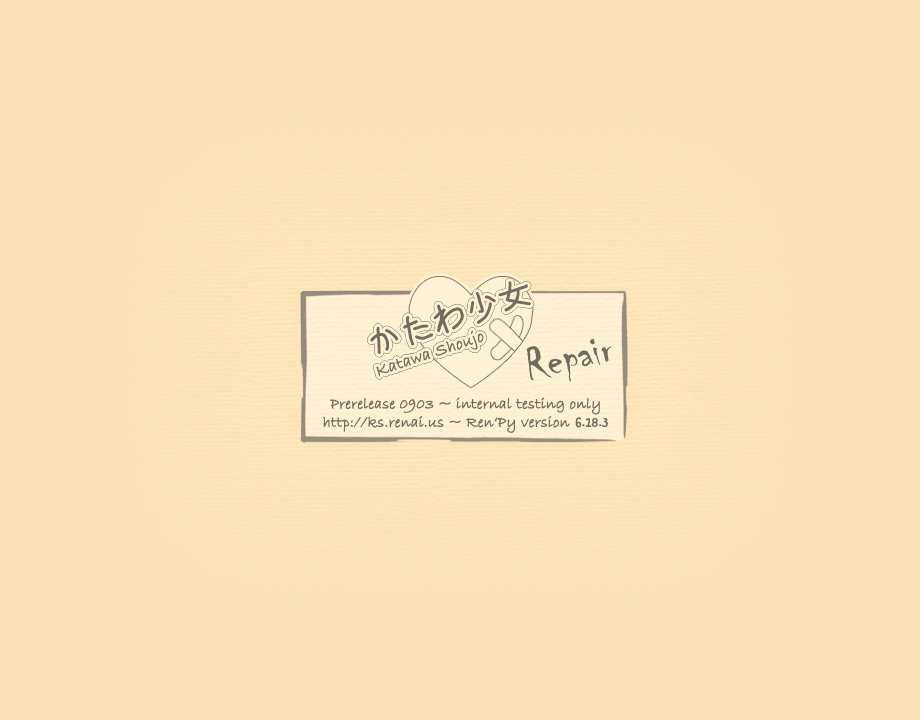 かたわ少女
Katawa Shoujo
Repair
Prerelease 0903 ~ internal testing only
http://ks.renai.us ~ Ren'Py version 6.18.3